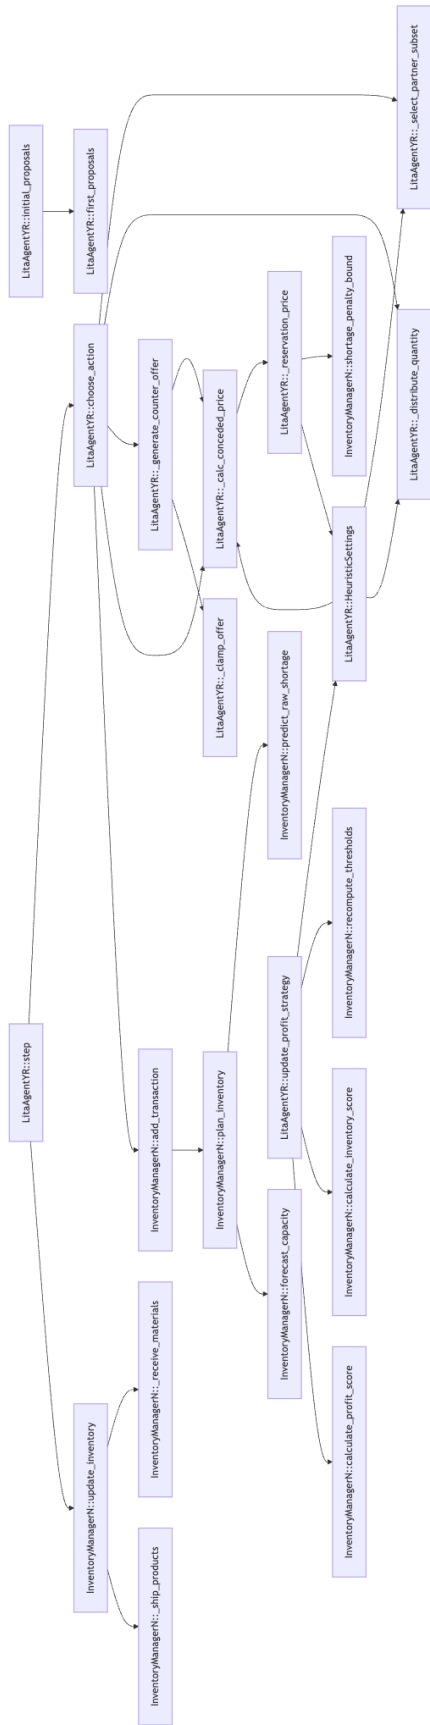 LitaAgentYR::initial_proposals
LitaAgentYR::first_proposals
LitaAgentYR::_select_partner_subset
LitaAgentYR::choose_action
LitaAgentYR::_generate_counter_offer
LitaAgentYR::_calc_conceded_price
LitaAgentYR::_reservation_price
InventoryManagerN::shortage_penalty_bound
LitaAgentYR::_distribute_quantity
LitaAgentYR::_clamp_offer
LitaAgentYR::HeuristicSettings
InventoryManagerN::predict_raw_shortage
InventoryManagerN::recompute_thresholds
LitaAgentYR::step
InventoryManagerN::add_transaction
InventoryManagerN::plan_inventory
LitaAgentYR::update_profit_strategy
InventoryManagerN::calculate_inventory_score
InventoryManagerN::forecast_capacity
InventoryManagerN::_receive_materials
InventoryManagerN::update_inventory
InventoryManagerN::calculate_profit_score
InventoryManagerN::_ship_products